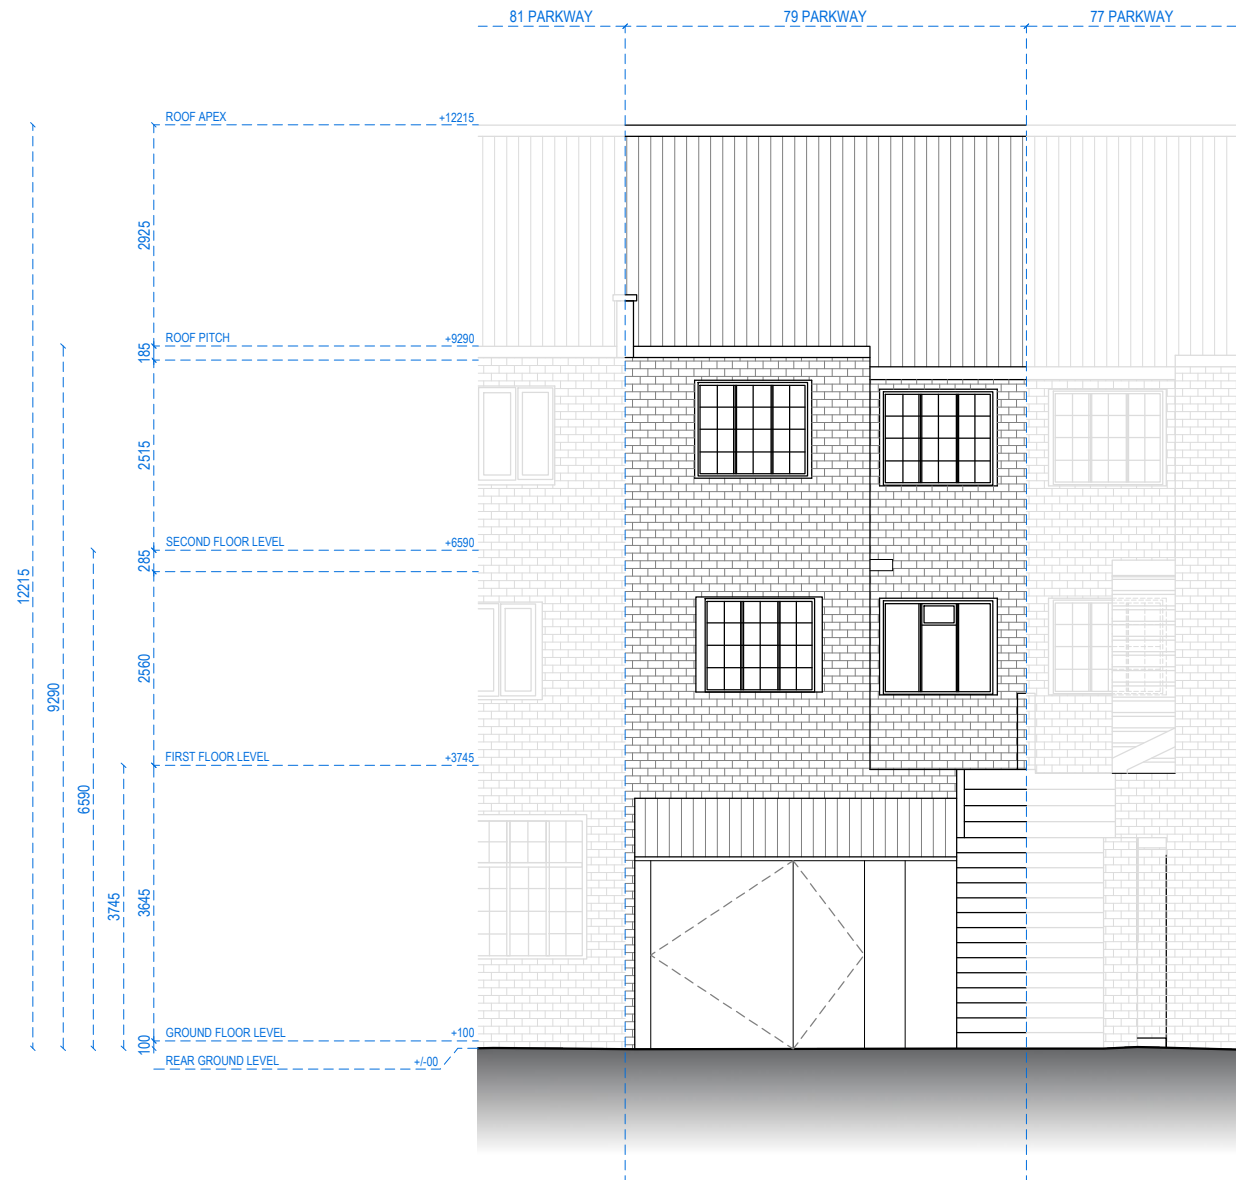 81 PARKWAY
79 PARKWAY
77 PARKWAY
ROOF APEX
+12215
2925
ROOF PITCH
+9290
185
2515
SECOND FLOOR LEVEL
+6590
285
12215
2560
9290
FIRST FLOOR LEVEL
+3745
6590
3645
3745
GROUND FLOOR LEVEL
+100
100
REAR GROUND LEVEL
+/-00